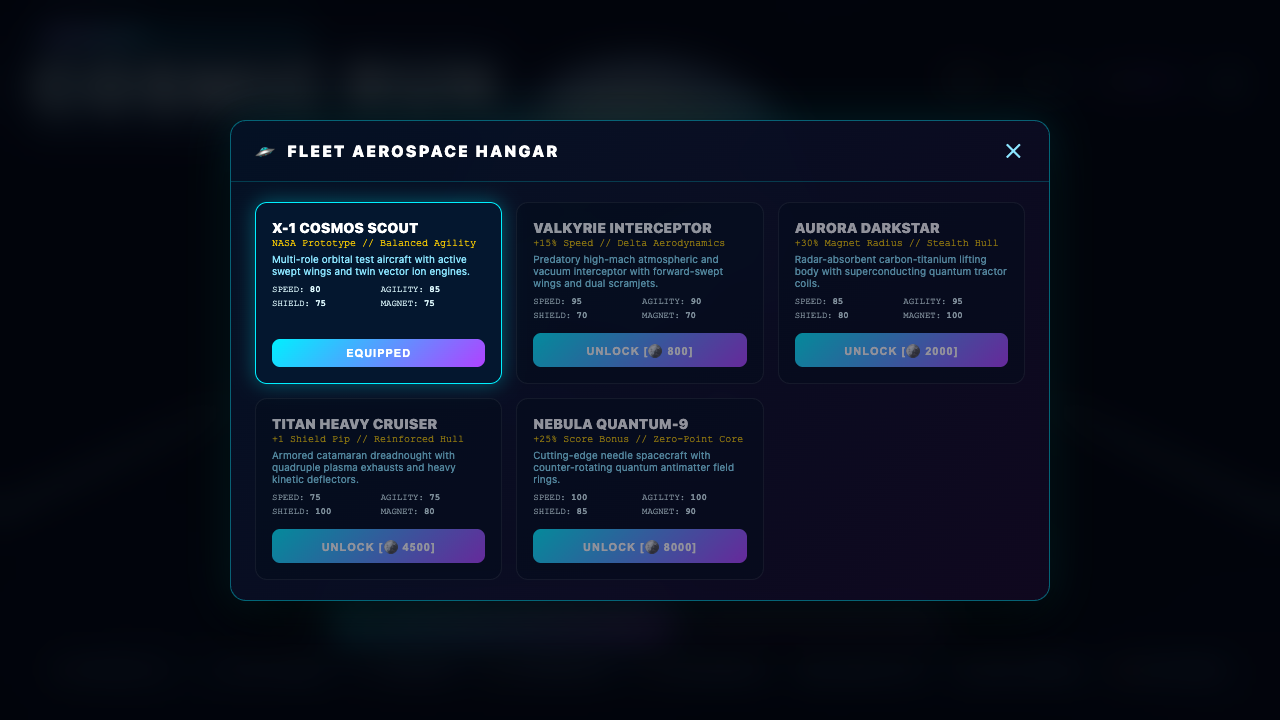 FLEET AEROSPACE HANGAR
X-1 COSMOS SCOUT
NASA Prototype // Balanced Agility
Multi-role orbital test aircraft with active
swept wings and twin vector ion engines.
SPEED: 80 AGILITY: 85
SHIELD: 75 MAGNET: 75
EQUIPPED
VALKYRIE INTERCEPTOR
+15% Speed // Delta Aerodynamics
Predatory high-mach atmospheric and
vacuum interceptor with forward-swept
wings and dual scramjets.
SPEED: 95 AGILITY: 90
SHIELD: 70 MAGNET: 70
UNLOCK [🌑 800]
AURORA DARKSTAR
+30% Magnet Radius // Stealth Hull
Radar-absorbent carbon-titanium lifting
body with superconducting quantum tractor
coils.
SPEED: 85 AGILITY: 95
SHIELD: 80 MAGNET: 100
UNLOCK [🌑 2000]
TITAN HEAVY CRUISER
+1 Shield Pip // Reinforced Hull
Armored catamaran dreadnought with
quadruple plasma exhausts and heavy
kinetic deflectors.
SPEED: 75 AGILITY: 75
SHIELD: 100 MAGNET: 80
UNLOCK [🌑 4500]
NEBULA QUANTUM-9
+25% Score Bonus // Zero-Point Core
Cutting-edge needle spacecraft with
counter-rotating quantum antimatter field
rings.
SPEED: 100 AGILITY: 100
SHIELD: 85 MAGNET: 90
UNLOCK [🌑 8000]